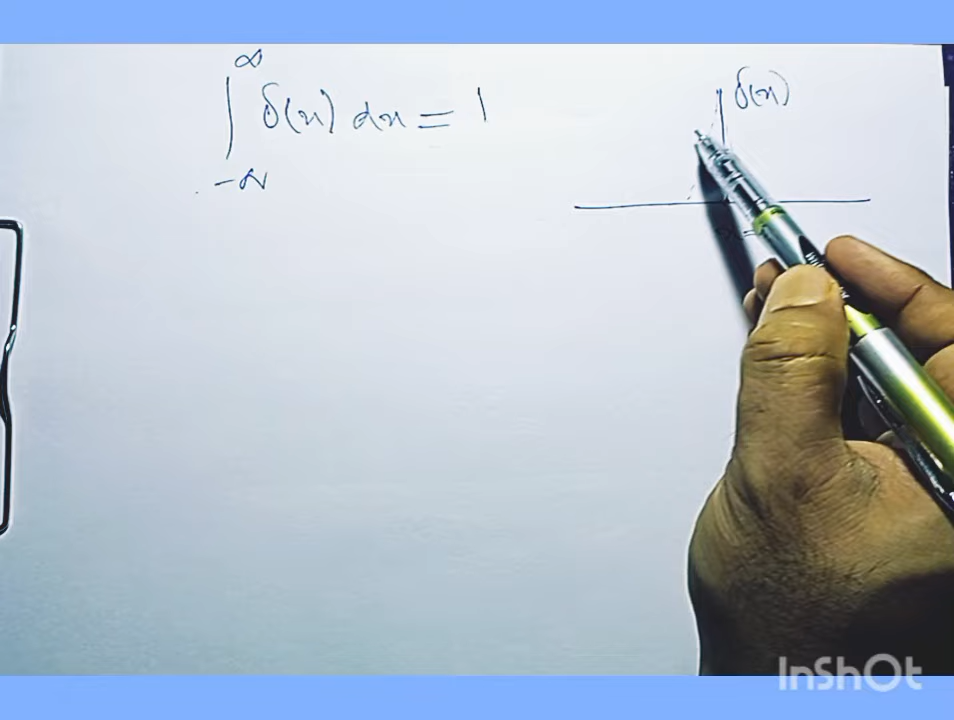 ∫_{-∞}^{∞} δ(x) dx = 1
δ(x)
InShOt